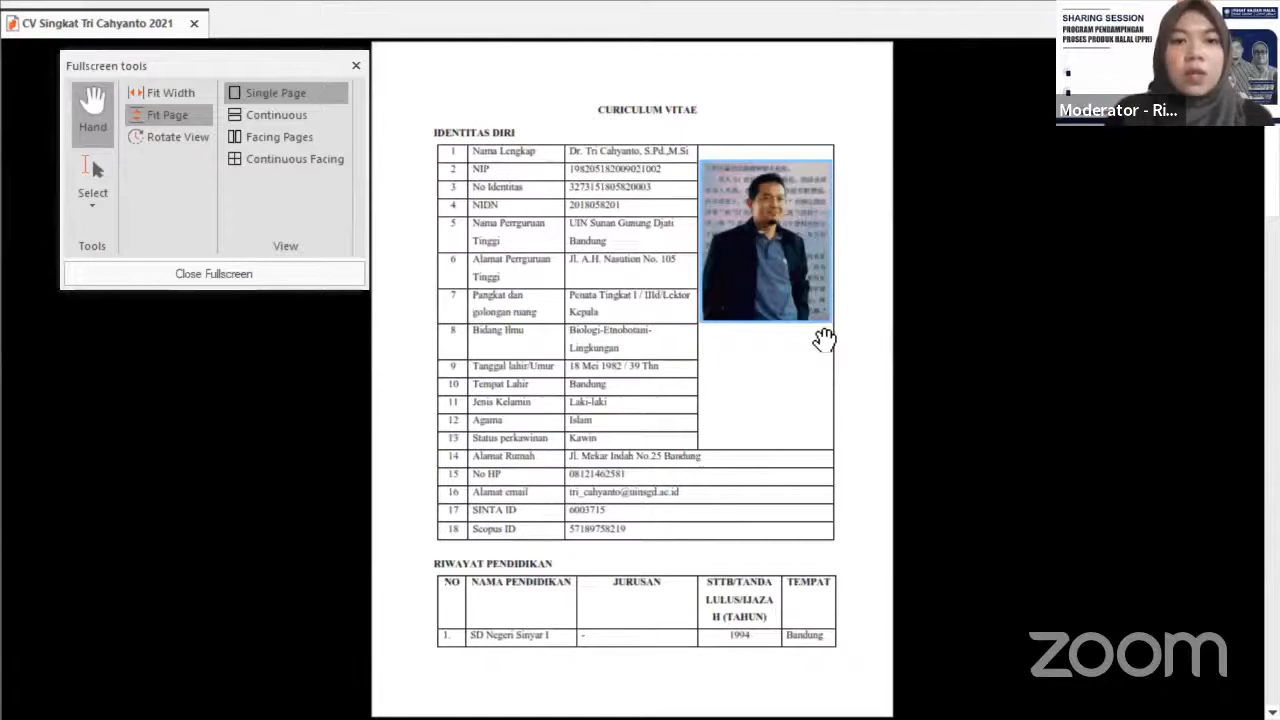 CV Singkat Tri Cahyanto 2021
Fullscreen tools
Hand
Select
Tools
Fit Width
Fit Page
Rotate View
Single Page
Continuous
Facing Pages
Continuous Facing
View
Close Fullscreen
SHARING SESSION
PROGRAM PENDAMPINGAN
PROSES PRODUK HALAL (PPH)
Moderator - Ri...
CURICULUM VITAE
IDENTITAS DIRI
1 Nama Lengkap Dr. Tri Cahyanto, S.Pd.,M.Si
2 NIP 198205182009021002
3 No Identitas 3273151805820003
4 NIDN 2018058201
5 Nama Perrguruan Tinggi UIN Sunan Gunung Djati Bandung
6 Alamat Perrguruan Tinggi Jl. A.H. Nasution No. 105
7 Pangkat dan golongan ruang Penata Tingkat I / IIId/Lektor Kepala
8 Bidang Ilmu Biologi-Etnobotani-Lingkungan
9 Tanggal lahir/Umur 18 Mei 1982 / 39 Thn
10 Tempat Lahir Bandung
11 Jenis Kelamin Laki-laki
12 Agama Islam
13 Status perkawinan Kawin
14 Alamat Rumah Jl. Mekar Indah No.25 Bandung
15 No HP 08121462581
16 Alamat email tri_cahyanto@uinsgd.ac.id
17 SINTA ID 6003715
18 Scopus ID 57189758219
RIWAYAT PENDIDIKAN
NO NAMA PENDIDIKAN JURUSAN STTB/TANDA LULUS/IJAZAH (TAHUN) TEMPAT
1. SD Negeri Sinyar I - 1994 Bandung
zoom